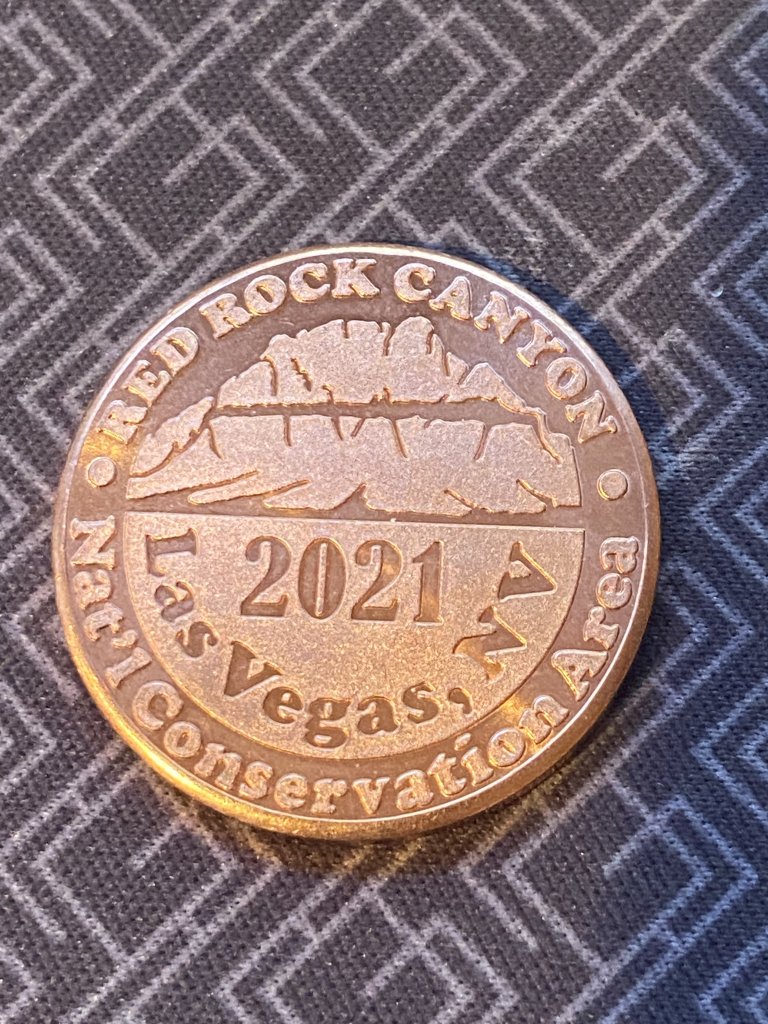 RED ROCK CANYON
2021
Las Vegas, NV
Nat'l Conservation Area